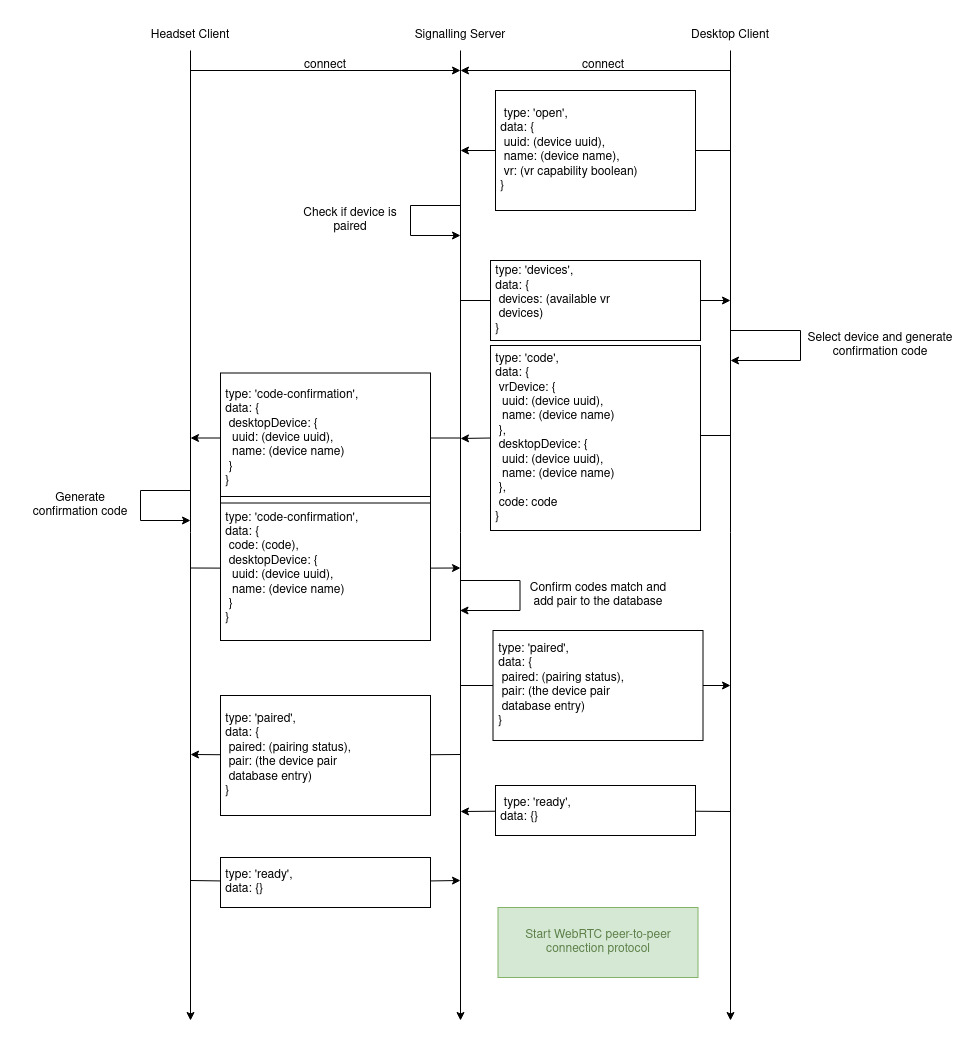 Headset Client
Signalling Server
Desktop Client
connect
connect
type: 'open',
data: {
uuid: (device uuid),
name: (device name),
vr: (vr capability boolean)
}
Check if device is
paired
type: 'devices',
data: {
devices: (available vr
devices)
}
Select device and generate
confirmation code
type: 'code',
data: {
vrDevice: {
uuid: (device uuid),
name: (device name)
},
desktopDevice: {
uuid: (device uuid),
name: (device name)
},
code: code
}
type: 'code-confirmation',
data: {
desktopDevice: {
uuid: (device uuid),
name: (device name)
}
}
Generate
confirmation code
type: 'code-confirmation',
data: {
code: (code),
desktopDevice: {
uuid: (device uuid),
name: (device name)
}
}
Confirm codes match and
add pair to the database
type: 'paired',
data: {
paired: (pairing status),
pair: (the device pair
database entry)
}
type: 'paired',
data: {
paired: (pairing status),
pair: (the device pair
database entry)
}
type: 'ready',
data: {}
type: 'ready',
data: {}
Start WebRTC peer-to-peer
connection protocol